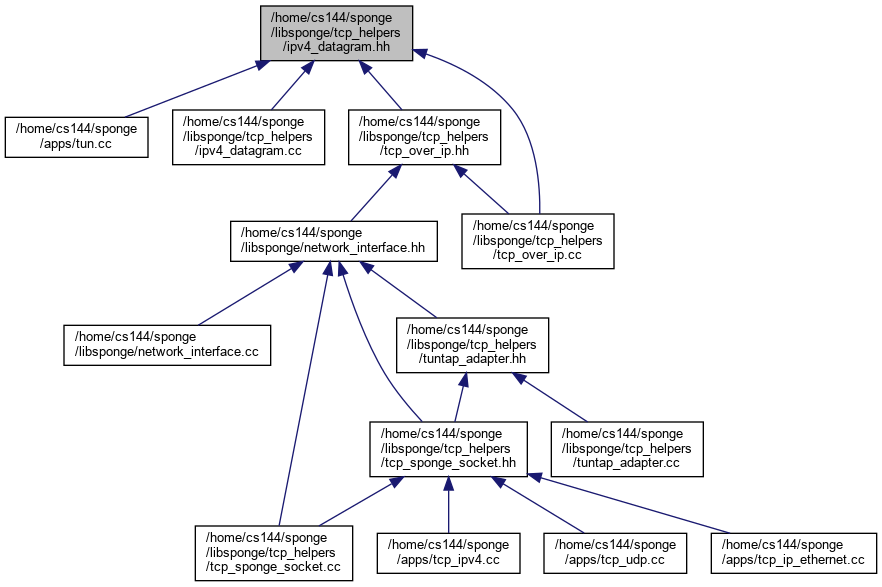 /home/cs144/sponge
/libsponge/tcp_helpers
/ipv4_datagram.hh
/home/cs144/sponge
/apps/tun.cc
/home/cs144/sponge
/libsponge/tcp_helpers
/ipv4_datagram.cc
/home/cs144/sponge
/libsponge/tcp_helpers
/tcp_over_ip.hh
/home/cs144/sponge
/libsponge/network_interface.hh
/home/cs144/sponge
/libsponge/tcp_helpers
/tcp_over_ip.cc
/home/cs144/sponge
/libsponge/network_interface.cc
/home/cs144/sponge
/libsponge/tcp_helpers
/tuntap_adapter.hh
/home/cs144/sponge
/libsponge/tcp_helpers
/tcp_sponge_socket.hh
/home/cs144/sponge
/libsponge/tcp_helpers
/tuntap_adapter.cc
/home/cs144/sponge
/libsponge/tcp_helpers
/tcp_sponge_socket.cc
/home/cs144/sponge
/apps/tcp_ipv4.cc
/home/cs144/sponge
/apps/tcp_udp.cc
/home/cs144/sponge
/apps/tcp_ip_ethernet.cc